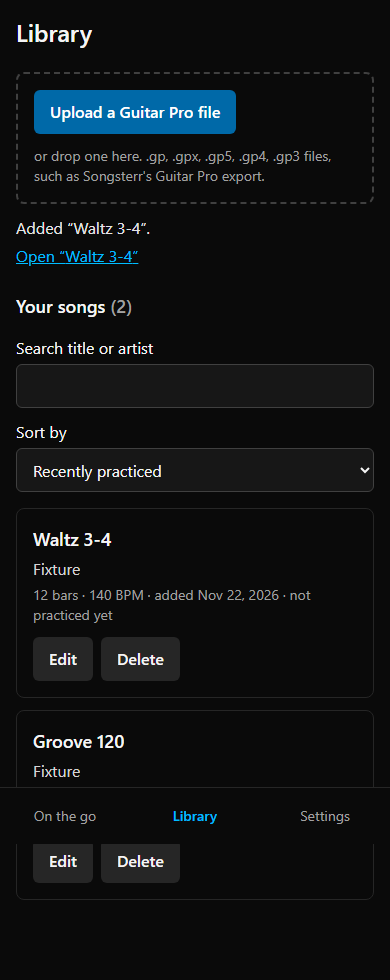 Library
Upload a Guitar Pro file
or drop one here. .gp, .gpx, .gp5, .gp4, .gp3 files,
such as Songsterr's Guitar Pro export.
Added “Waltz 3-4”.
Open “Waltz 3-4”
Your songs (2)
Search title or artist
Sort by
Recently practiced
Waltz 3-4
Fixture
12 bars · 140 BPM · added Nov 22, 2026 · not
practiced yet
Edit Delete
Groove 120
Fixture
On the go Library Settings
Edit Delete